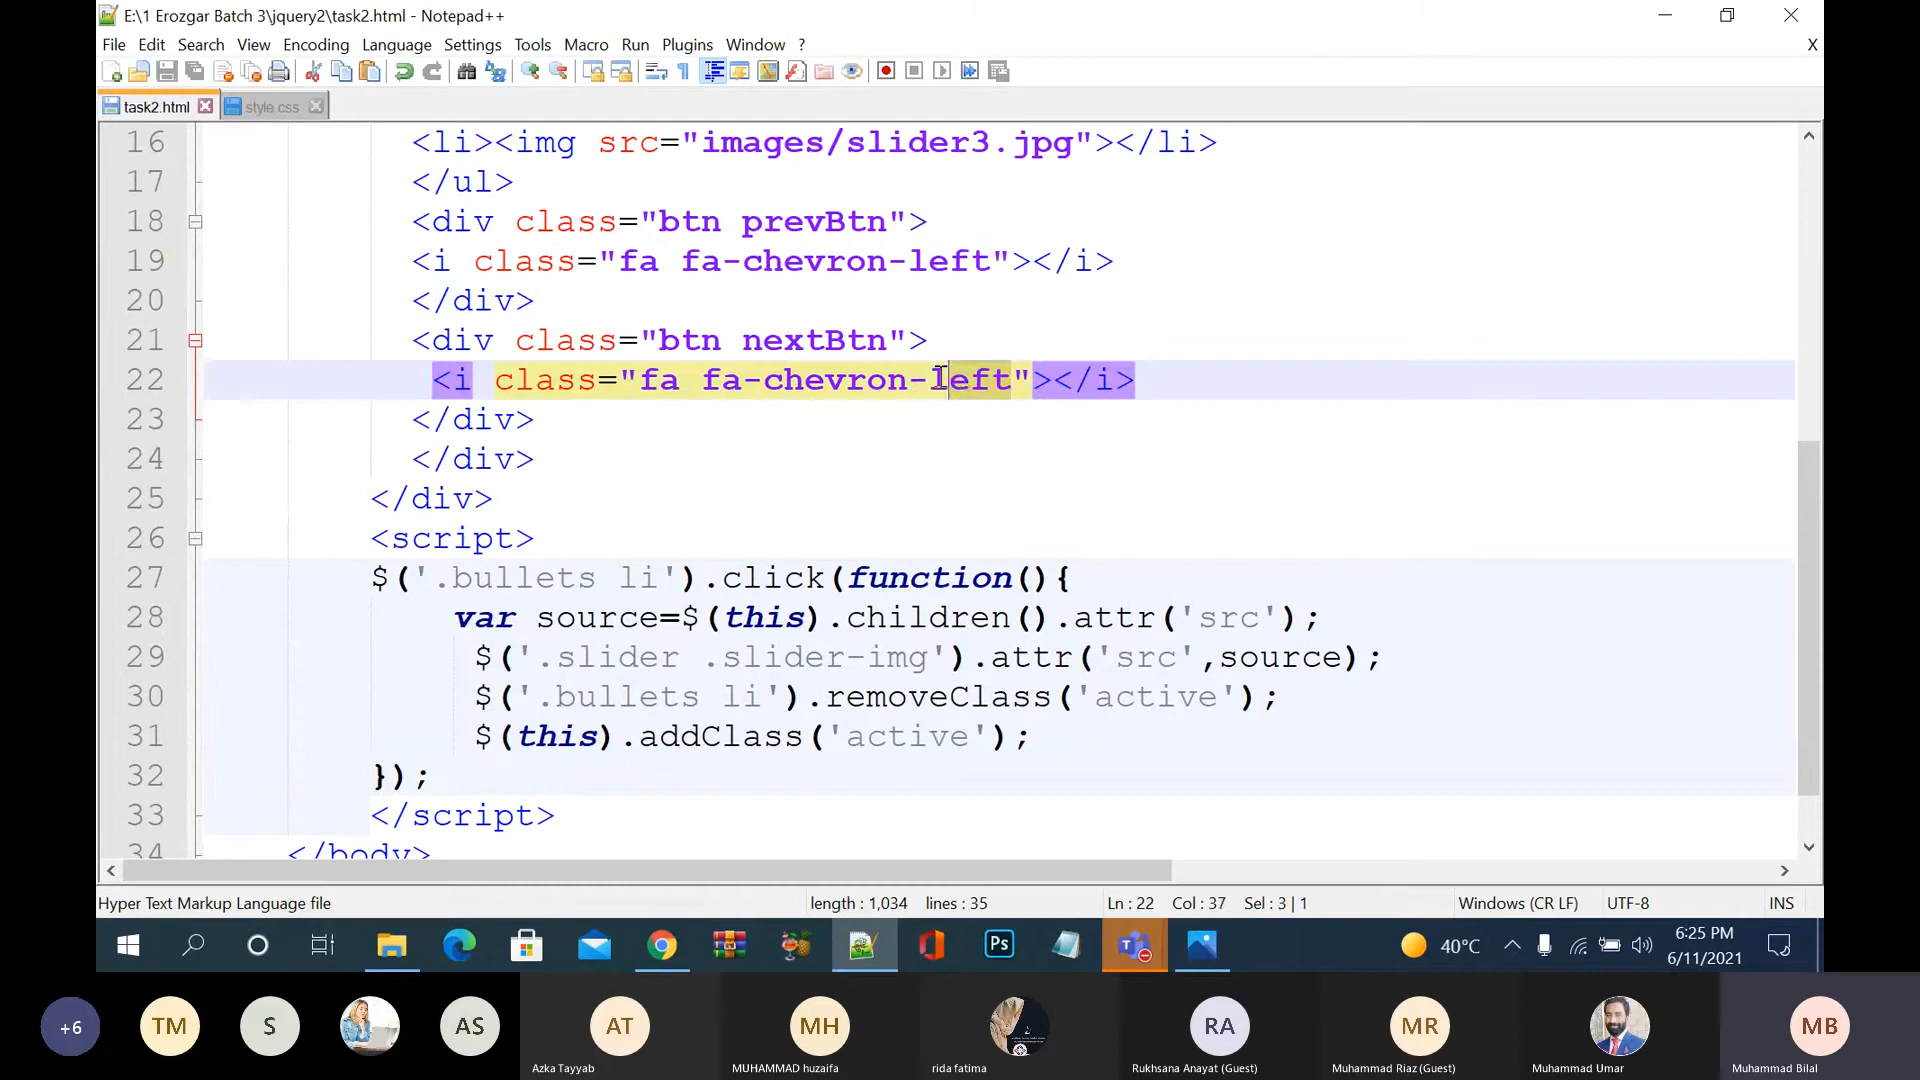 E:\1 Erozgar Batch 3\jquery2\task2.html - Notepad++
File Edit Search View Encoding Language Settings Tools Macro Run Plugins Window ? X
task2.html style.css
16 <li><img src="images/slider3.jpg"></li>
17 </ul>
18 <div class="btn prevBtn">
19 <i class="fa fa-chevron-left"></i>
20 </div>
21 <div class="btn nextBtn">
22 <i class="fa fa-chevron-left"></i>
23 </div>
24 </div>
25 </div>
26 <script>
27 $('.bullets li').click(function(){
28 var source=$(this).children().attr('src');
29 $('.slider .slider-img').attr('src',source);
30 $('.bullets li').removeClass('active');
31 $(this).addClass('active');
32 });
33 </script>
34 </body>
Hyper Text Markup Language file length : 1,034 lines : 35 Ln : 22 Col : 37 Sel : 3 | 1 Windows (CR LF) UTF-8 INS
Ps 40°C 6:25 PM
6/11/2021
+6 TM S AS AT MH RA MR MB
Azka Tayyab MUHAMMAD huzaifa rida fatima Rukhsana Anayat (Guest) Muhammad Riaz (Guest) Muhammad Umar Muhammad Bilal